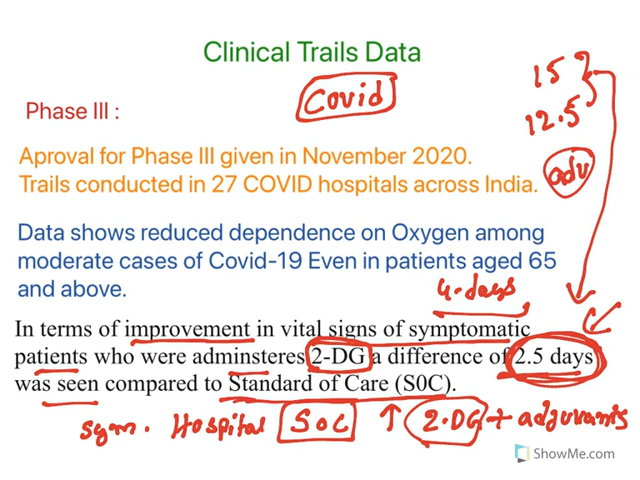 Clinical Trails Data
Covid
15
12.5
Phase III :
Aproval for Phase III given in November 2020.
Trails conducted in 27 COVID hospitals across India.
adv
Data shows reduced dependence on Oxygen among
moderate cases of Covid-19 Even in patients aged 65
and above.
4 days
In terms of improvement in vital signs of symptomatic
patients who were adminsteres 2-DG a difference of 2.5 days
was seen compared to Standard of Care (S0C).
sym. Hospital SoC ↑ 2.DG + adjuvants
ShowMe.com